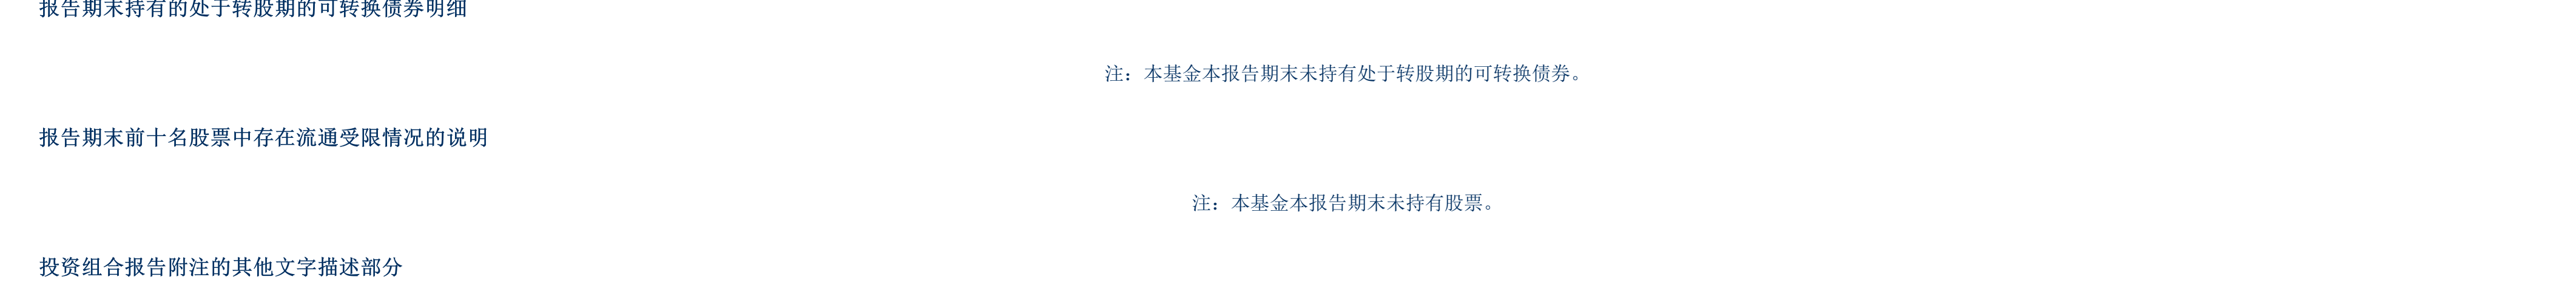 报告期末持有的处于转股期的可转换债券明细
注：本基金本报告期末未持有处于转股期的可转换债券。
报告期末前十名股票中存在流通受限情况的说明
注：本基金本报告期末未持有股票。
投资组合报告附注的其他文字描述部分